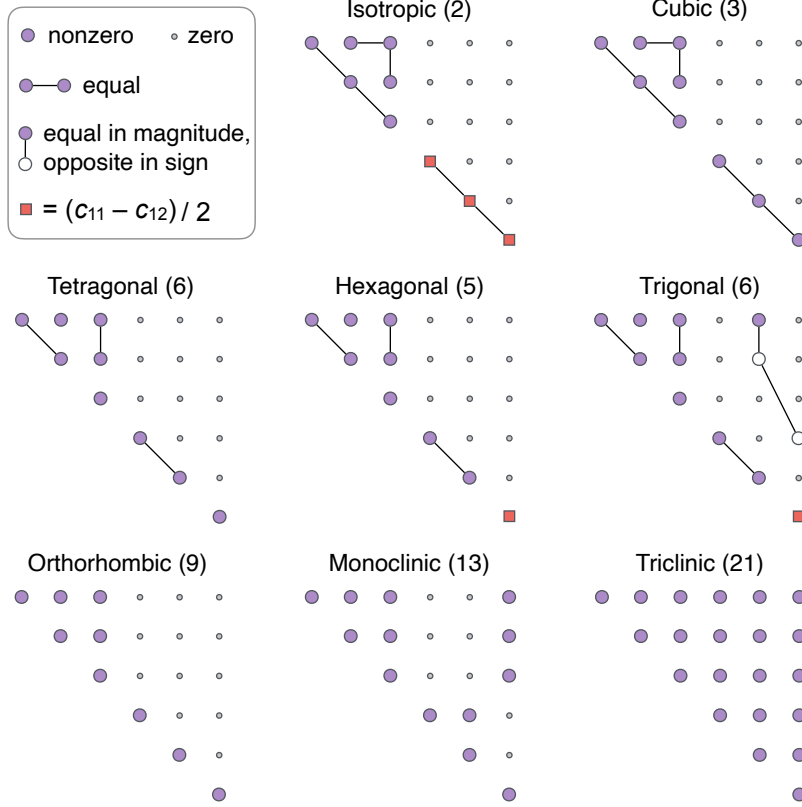 nonzero zero
equal
equal in magnitude,
opposite in sign
= (c11 – c12) / 2
Isotropic (2)
Cubic (3)
Tetragonal (6)
Hexagonal (5)
Trigonal (6)
Orthorhombic (9)
Monoclinic (13)
Triclinic (21)